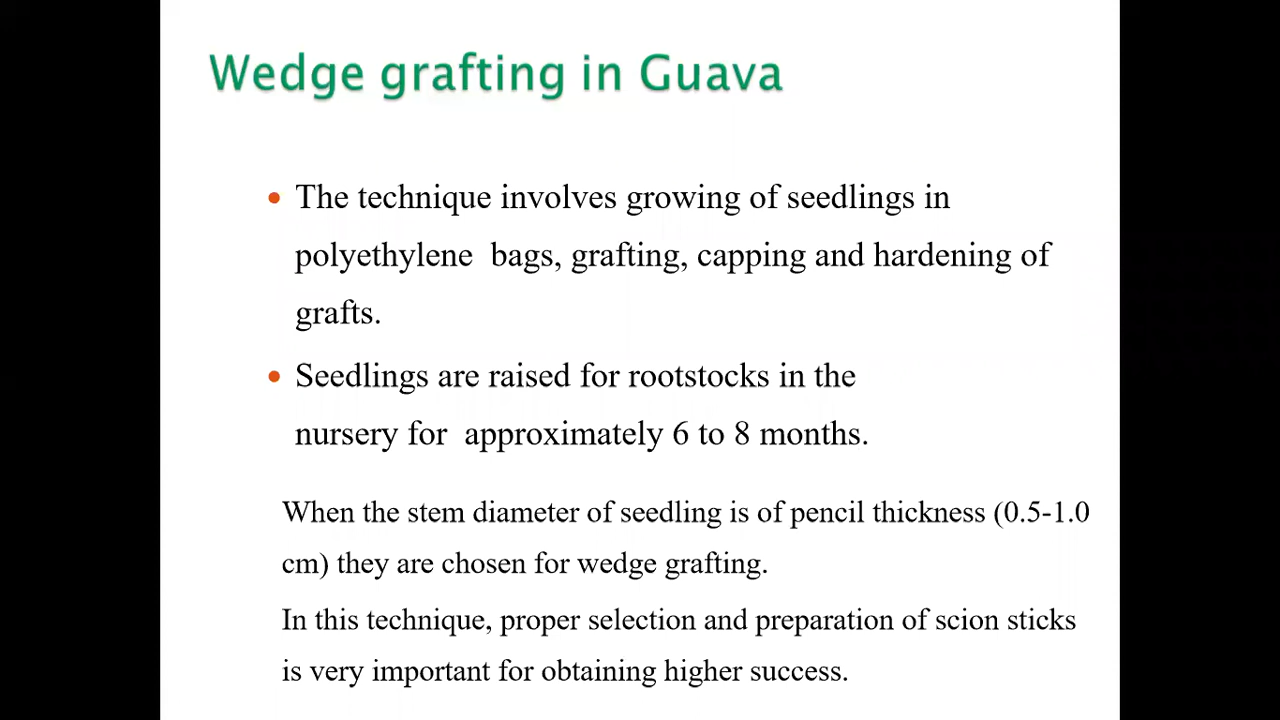 Wedge grafting in Guava
• The technique involves growing of seedlings in
polyethylene bags, grafting, capping and hardening of
grafts.
• Seedlings are raised for rootstocks in the
nursery for approximately 6 to 8 months.
When the stem diameter of seedling is of pencil thickness (0.5-1.0
cm) they are chosen for wedge grafting.
In this technique, proper selection and preparation of scion sticks
is very important for obtaining higher success.